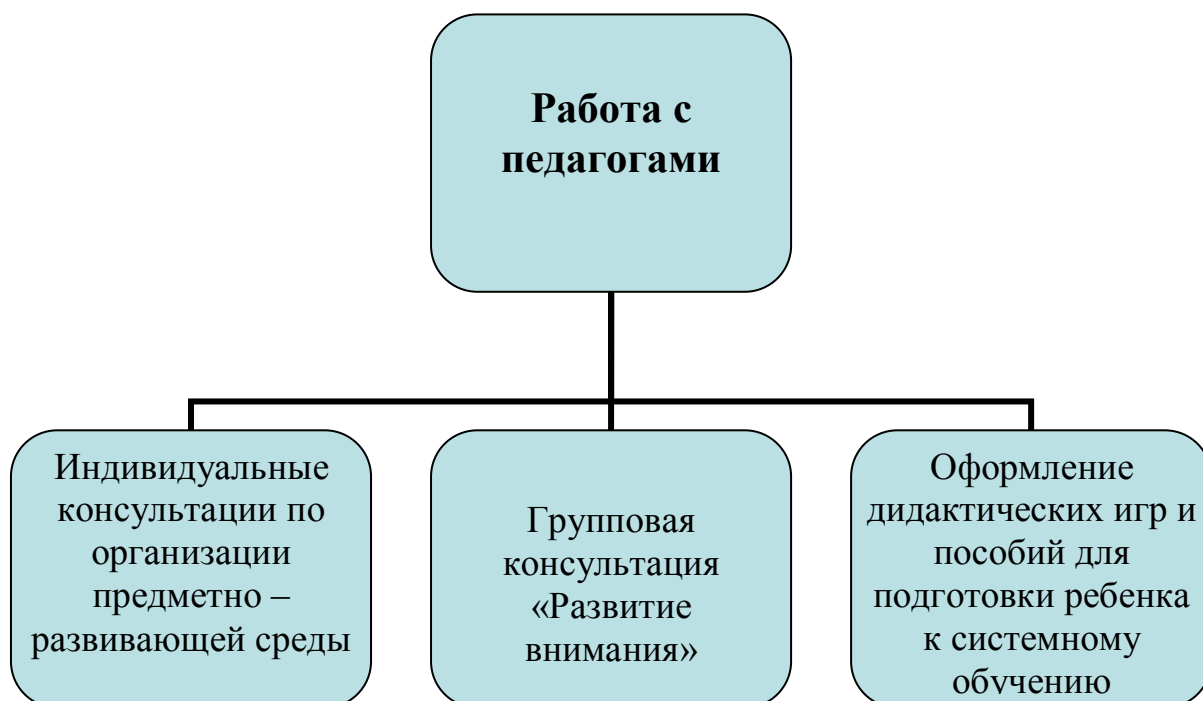 Работа с
педагогами
Индивидуальные
консультации по
организации
предметно –
развивающей среды
Групповая
консультация
«Развитие
внимания»
Оформление
дидактических игр и
пособий для
подготовки ребенка
к системному
обучению